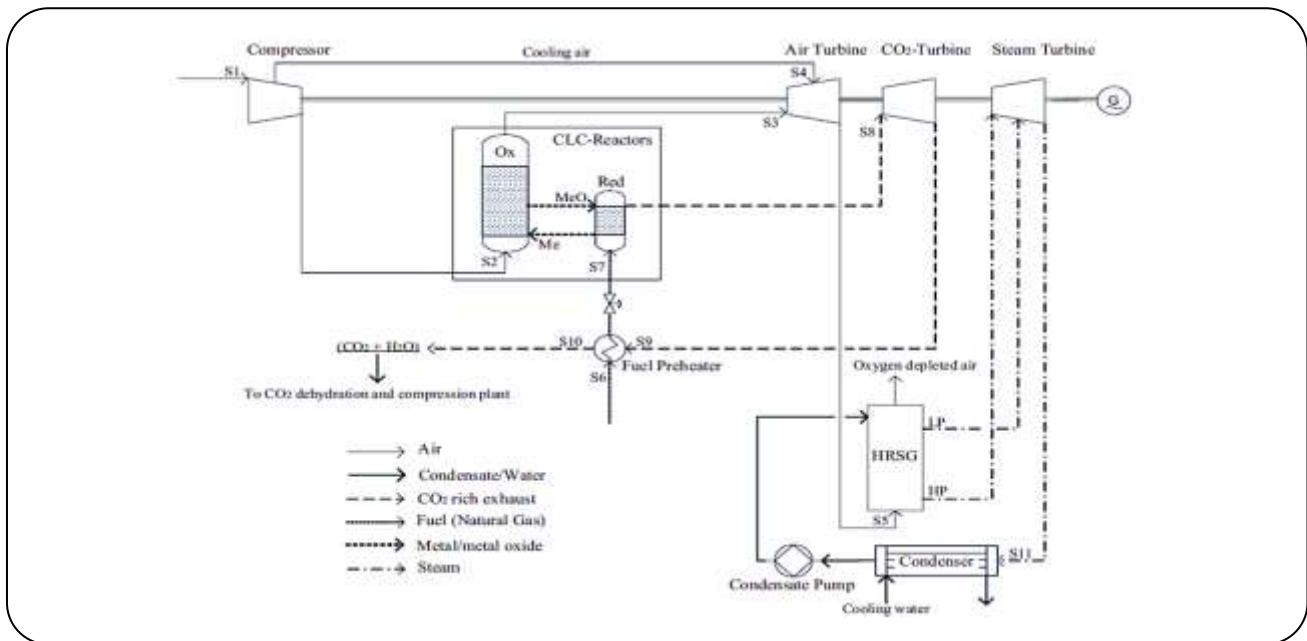 Compressor
Cooling air
Air Turbine
CO2-Turbine
Steam Turbine
S1
S4
G
S3
S8
CLC-Reactors
Ox
Red
MeO
Me
S2
S7
(CO2 + H2O)
S10
S9
Fuel Preheater
S6
To CO2 dehydration and compression plant
Oxygen depleted air
LP
HRSG
HP
S5
Air
Condensate/Water
CO2 rich exhaust
Fuel (Natural Gas)
Metal/metal oxide
Steam
Condenser
S11
Condensate Pump
Cooling water